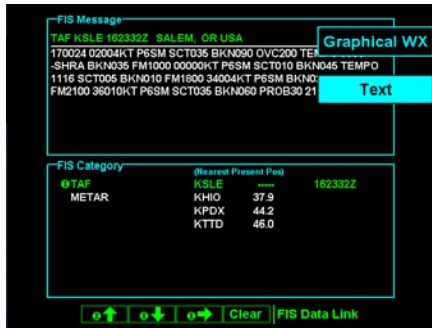 FIS Message
TAF KSLE 162332Z SALEM, OR USA
Graphical WX
170024 02004KT P6SM SCT035 BKN090 OVC200
-SHRA BKN035 FM1000 00000KT P6SM SCT010 BKN045 TEMPO
1116 SCT005 BKN010 FM1800 34004KT P6SM
FM2100 36010KT P6SM SCT035 BKN060 PROB30 21
Text
FIS Category
(Nearest Present Pos)
TAF KSLE ----- 162332Z
METAR KHIO 37.9
KPDX 44.2
KTTD 46.0
Clear FIS Data Link